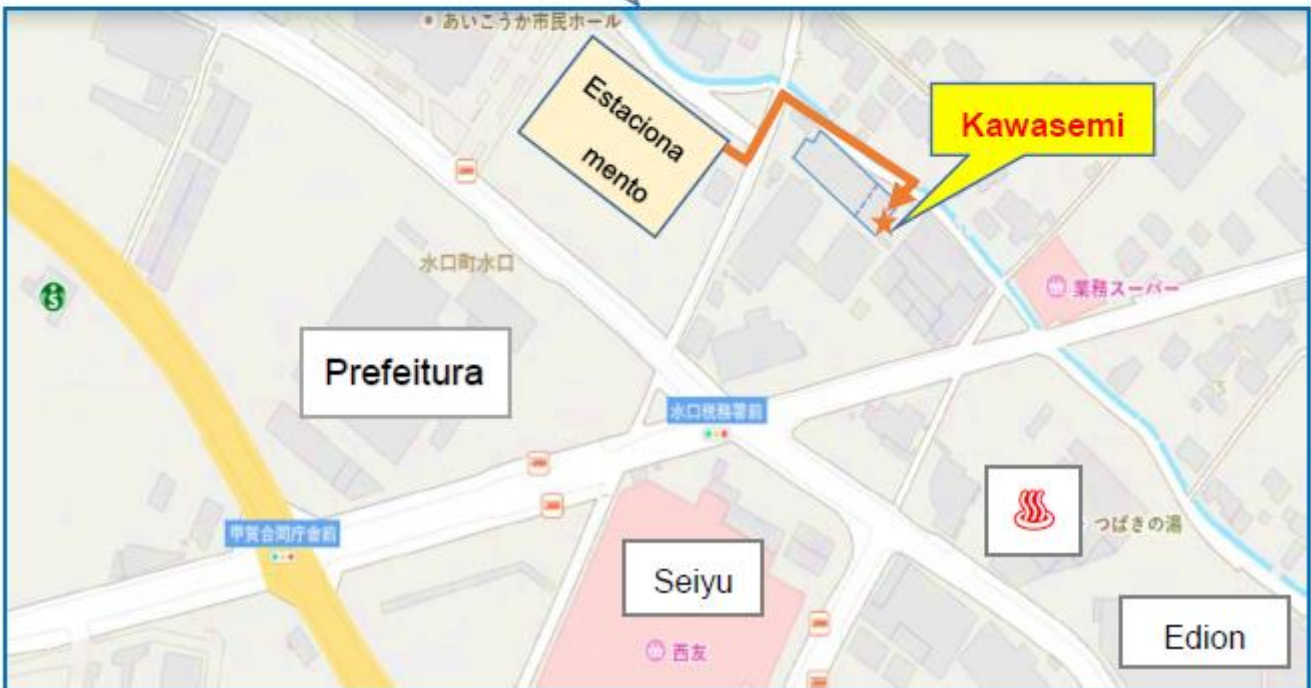 あいこうか市民ホール
Estaciona
mento
Kawasemi
水口町水口
業務スーパー
Prefeitura
水口税務署前
甲賀合同庁舎前
つばきの湯
Seiyu
西友
Edion